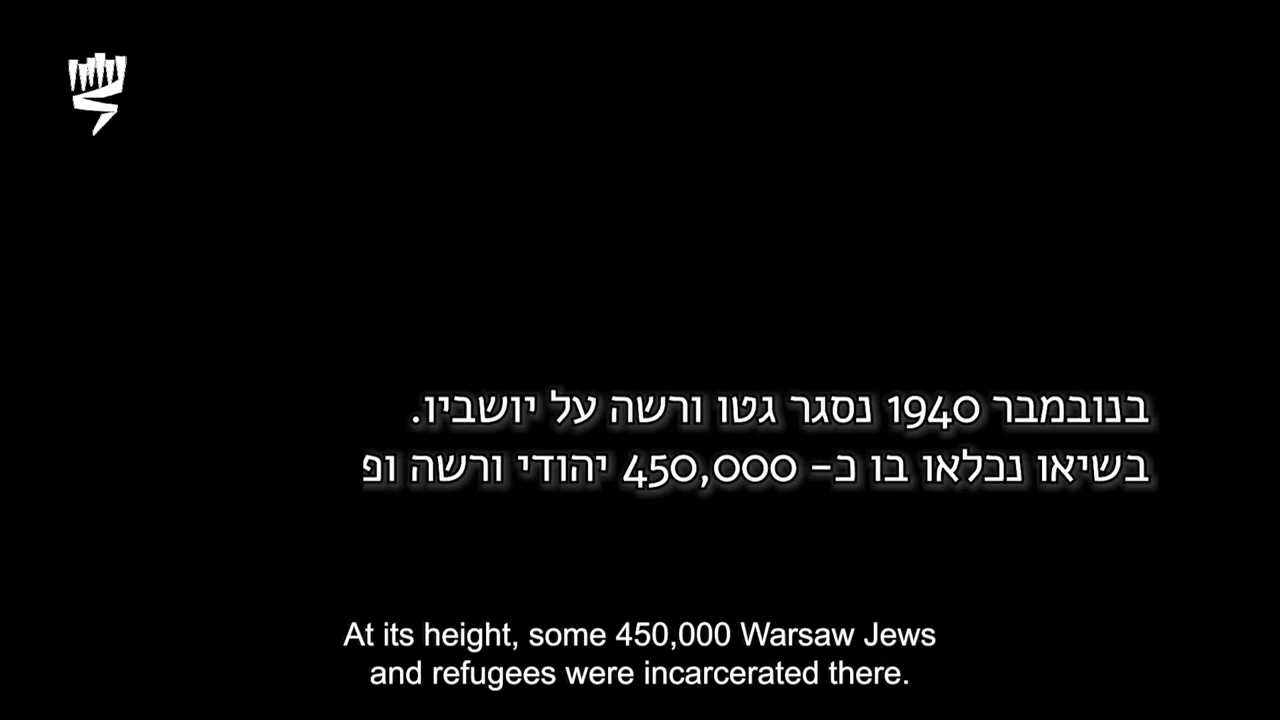 בנובמבר 1940 נסגר גטו ורשה על יושביו.
בשיאו נכלאו בו כ- 450,000 יהודי ורשה ופ
At its height, some 450,000 Warsaw Jews
and refugees were incarcerated there.